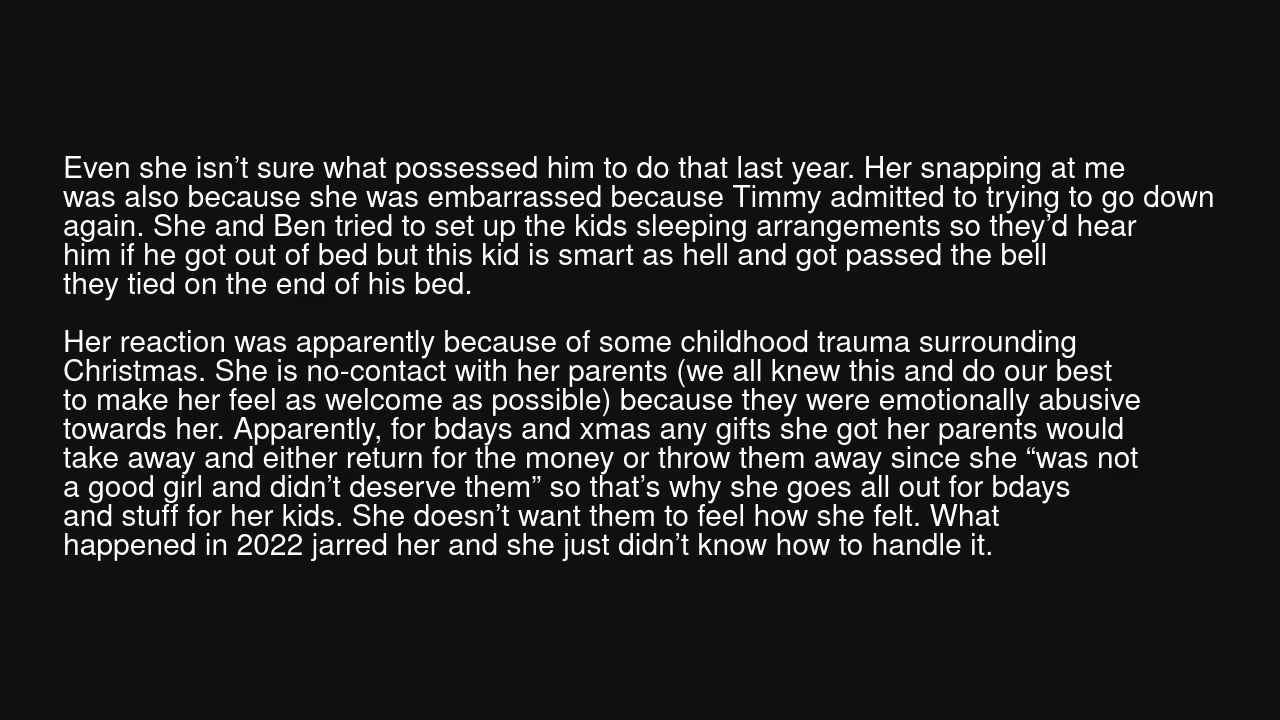 Even she isn’t sure what possessed him to do that last year. Her snapping at me
was also because she was embarrassed because Timmy admitted to trying to go down
again. She and Ben tried to set up the kids sleeping arrangements so they’d hear
him if he got out of bed but this kid is smart as hell and got passed the bell
they tied on the end of his bed.
Her reaction was apparently because of some childhood trauma surrounding
Christmas. She is no-contact with her parents (we all knew this and do our best
to make her feel as welcome as possible) because they were emotionally abusive
towards her. Apparently, for bdays and xmas any gifts she got her parents would
take away and either return for the money or throw them away since she “was not
a good girl and didn’t deserve them” so that’s why she goes all out for bdays
and stuff for her kids. She doesn’t want them to feel how she felt. What
happened in 2022 jarred her and she just didn’t know how to handle it.